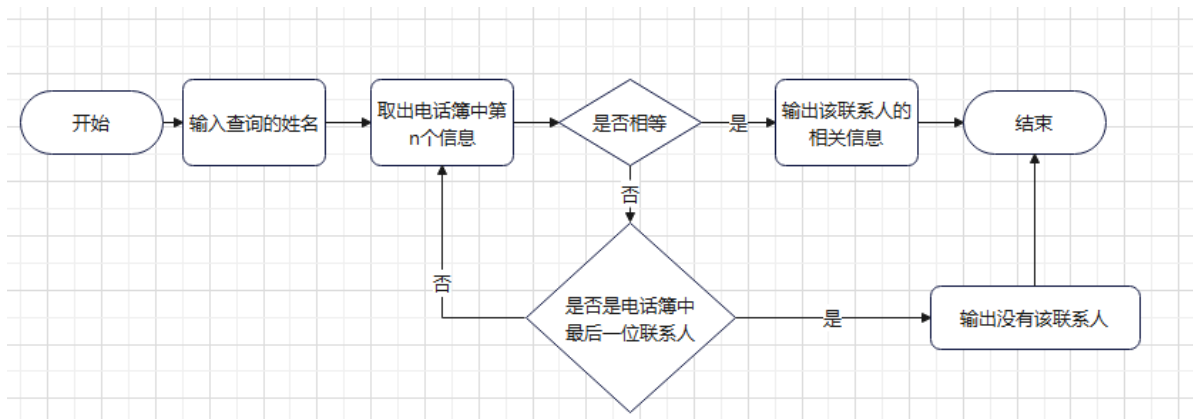 开始
输入查询的姓名
取出电话簿中第
n个信息
是否相等
是
输出该联系人的
相关信息
结束
否
否
是否是电话簿中
最后一位联系人
是
输出没有该联系人